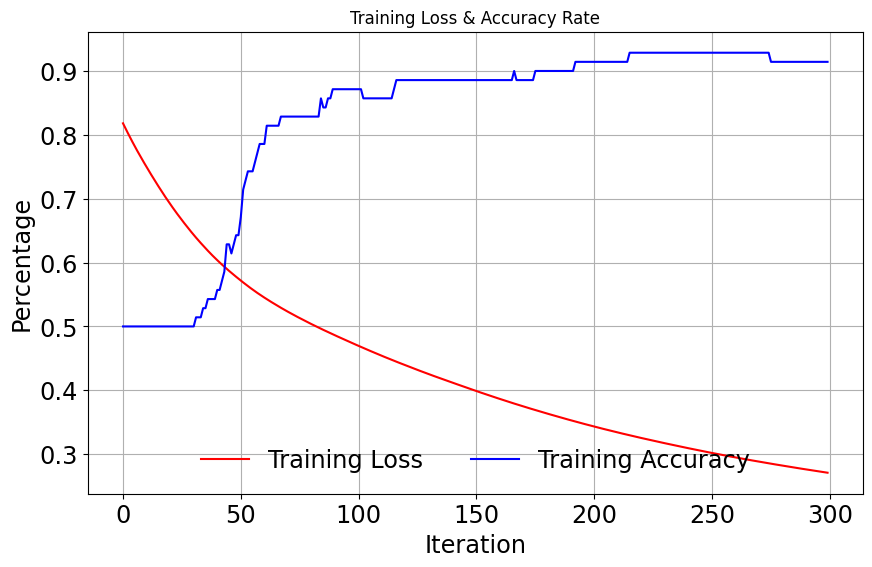 Training Loss & Accuracy Rate
Percentage
0.9
0.8
0.7
0.6
0.5
0.4
0.3
Training Loss Training Accuracy
0 50 100 150 200 250 300
Iteration